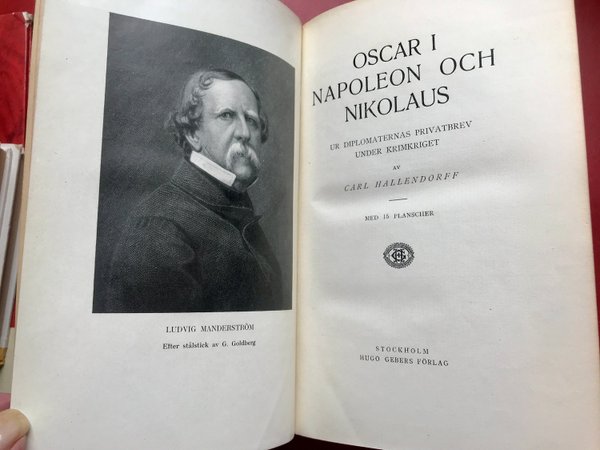 LUDVIG MANDERSTRÖM
Efter stålstick av G. Goldberg
OSCAR I
NAPOLEON OCH
NIKOLAUS
UR DIPLOMATERNAS PRIVATBREV
UNDER KRIMKRIGET
AV
CARL HALLENDORFF
MED 15 PLANSCHER
STOCKHOLM
HUGO GEBERS FÖRLAG